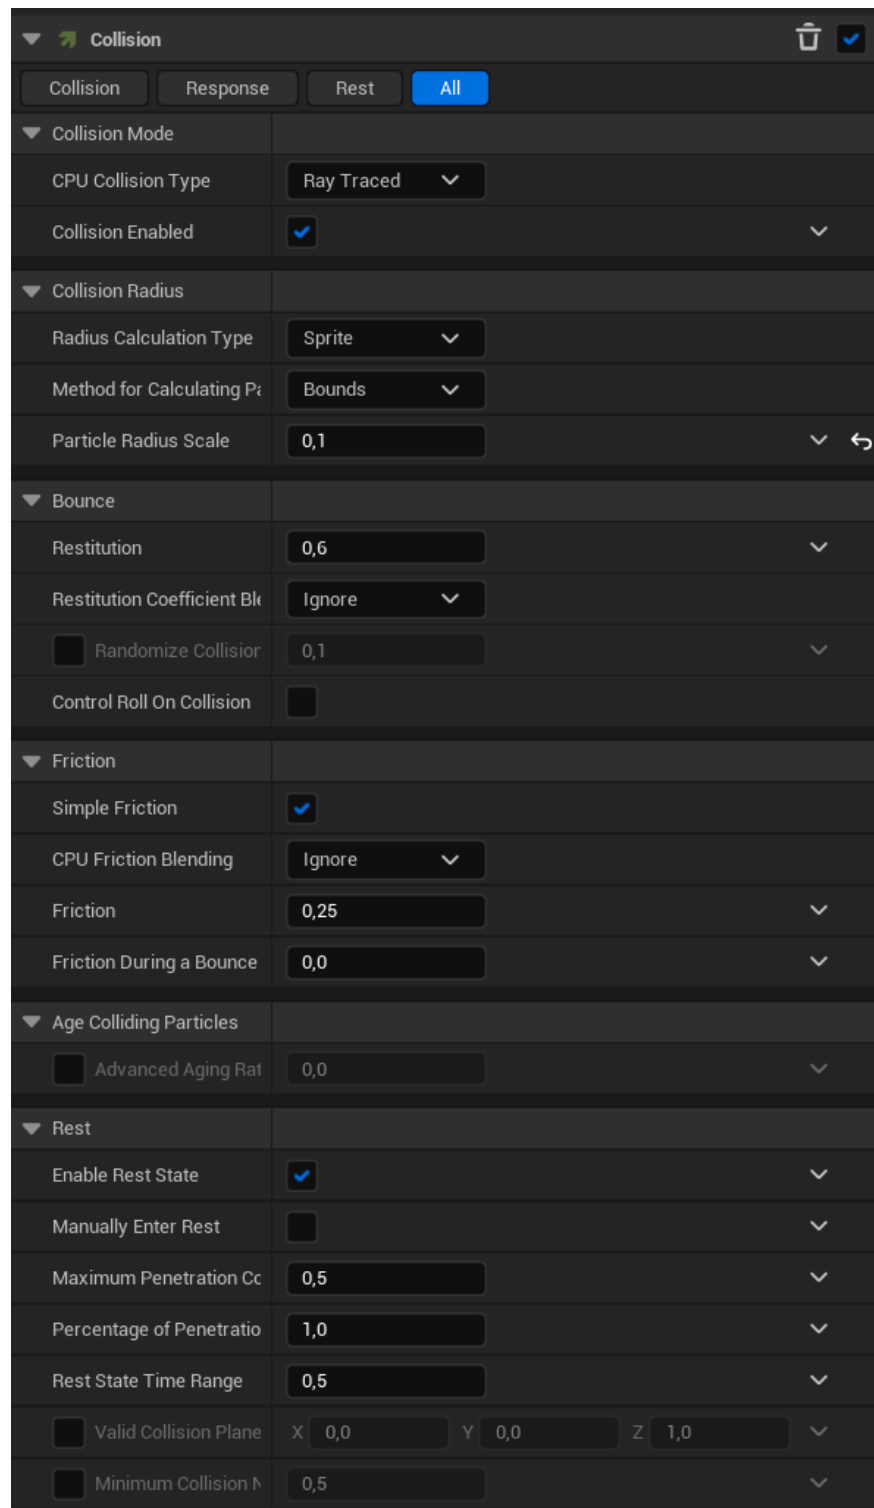 Collision
Collision Response Rest All
Collision Mode
CPU Collision Type Ray Traced
Collision Enabled
Collision Radius
Radius Calculation Type Sprite
Method for Calculating Pa Bounds
Particle Radius Scale 0,1
Bounce
Restitution 0,6
Restitution Coefficient Ble Ignore
Randomize Collision 0,1
Control Roll On Collision
Friction
Simple Friction
CPU Friction Blending Ignore
Friction 0,25
Friction During a Bounce 0,0
Age Colliding Particles
Advanced Aging Rat 0,0
Rest
Enable Rest State
Manually Enter Rest
Maximum Penetration Co 0,5
Percentage of Penetratio 1,0
Rest State Time Range 0,5
Valid Collision Plane X 0,0 Y 0,0 Z 1,0
Minimum Collision N 0,5